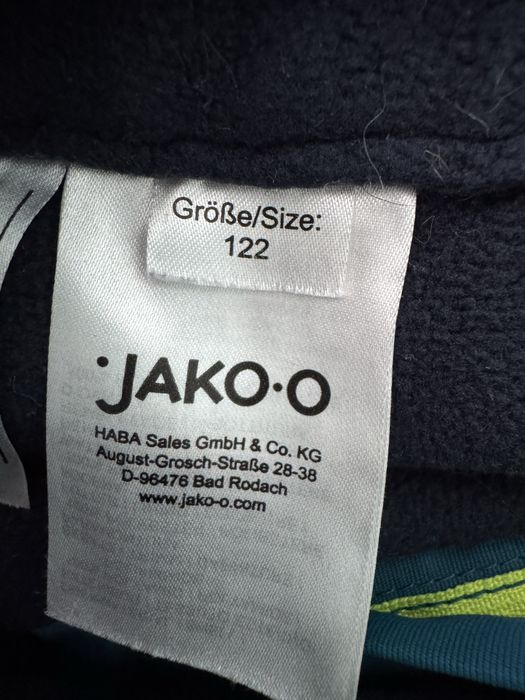 Größe/Size:
122
JAKO-O
HABA Sales GmbH & Co. KG
August-Grosch-Straße 28-38
D-96476 Bad Rodach
www.jako-o.com